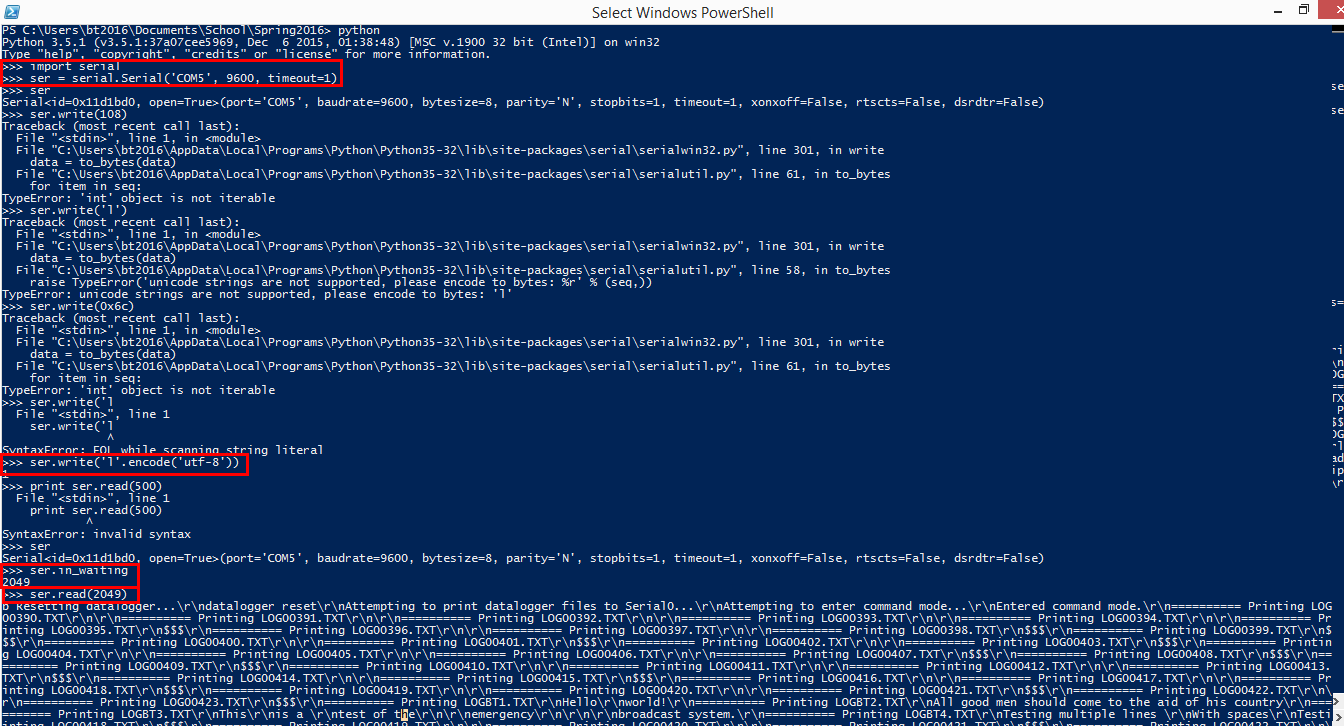 Select Windows PowerShell
PS C:\Users\bt2016\Documents\School\Spring2016> python
Python 3.5.1 (v3.5.1:37a07cee5969, Dec  6 2015, 01:38:48) [MSC v.1900 32 bit (Intel)] on win32
Type "help", "copyright", "credits" or "license" for more information.
>>> import serial
>>> ser = serial.Serial('COM5', 9600, timeout=1)
>>> ser
Serial<id=0x11d1bd0, open=True>(port='COM5', baudrate=9600, bytesize=8, parity='N', stopbits=1, timeout=1, xonxoff=False, rtscts=False, dsrdtr=False)
>>> ser.write(108)
Traceback (most recent call last):
  File "<stdin>", line 1, in <module>
  File "C:\Users\bt2016\AppData\Local\Programs\Python\Python35-32\lib\site-packages\serial\serialwin32.py", line 301, in write
    data = to_bytes(data)
  File "C:\Users\bt2016\AppData\Local\Programs\Python\Python35-32\lib\site-packages\serial\serialutil.py", line 61, in to_bytes
    for item in seq:
TypeError: 'int' object is not iterable
>>> ser.write('l')
Traceback (most recent call last):
  File "<stdin>", line 1, in <module>
  File "C:\Users\bt2016\AppData\Local\Programs\Python\Python35-32\lib\site-packages\serial\serialwin32.py", line 301, in write
    data = to_bytes(data)
  File "C:\Users\bt2016\AppData\Local\Programs\Python\Python35-32\lib\site-packages\serial\serialutil.py", line 58, in to_bytes
    raise TypeError('unicode strings are not supported, please encode to bytes: %r' % (seq,))
TypeError: unicode strings are not supported, please encode to bytes: 'l'
>>> ser.write(0x6c)
Traceback (most recent call last):
  File "<stdin>", line 1, in <module>
  File "C:\Users\bt2016\AppData\Local\Programs\Python\Python35-32\lib\site-packages\serial\serialwin32.py", line 301, in write
    data = to_bytes(data)
  File "C:\Users\bt2016\AppData\Local\Programs\Python\Python35-32\lib\site-packages\serial\serialutil.py", line 61, in to_bytes
    for item in seq:
TypeError: 'int' object is not iterable
>>> ser.write('l
  File "<stdin>", line 1
    ser.write('l
               ^
SyntaxError: EOL while scanning string literal
>>> ser.write('l'.encode('utf-8'))
1
>>> print ser.read(500)
  File "<stdin>", line 1
    print ser.read(500)
            ^
SyntaxError: invalid syntax
>>> ser
Serial<id=0x11d1bd0, open=True>(port='COM5', baudrate=9600, bytesize=8, parity='N', stopbits=1, timeout=1, xonxoff=False, rtscts=False, dsrdtr=False)
>>> ser.in_waiting
2049
>>> ser.read(2049)
b'Resetting datalogger...\r\ndatalogger reset\r\nAttempting to print datalogger files to Serial0...\r\nAttempting to enter command mode...\r\nEntered command mode.\r\n========== Printing LOG
00390.TXT\r\n\r\n========== Printing LOG00391.TXT\r\n\r\n========== Printing LOG00392.TXT\r\n\r\n========== Printing LOG00393.TXT\r\n\r\n========== Printing LOG00394.TXT\r\n\r\n========== Pr
inting LOG00395.TXT\r\n$$$\r\n========== Printing LOG00396.TXT\r\n\r\n========== Printing LOG00397.TXT\r\n\r\n========== Printing LOG00398.TXT\r\n$$$\r\n========== Printing LOG00399.TXT\r\n$
$$\r\n========== Printing LOG00400.TXT\r\n\r\n========== Printing LOG00401.TXT\r\n$$$\r\n========== Printing LOG00402.TXT\r\n\r\n========== Printing LOG00403.TXT\r\n$$$\r\n========== Printin
g LOG00404.TXT\r\n\r\n========== Printing LOG00405.TXT\r\n\r\n========== Printing LOG00406.TXT\r\n\r\n========== Printing LOG00407.TXT\r\n$$$\r\n========== Printing LOG00408.TXT\r\n$$$\r\n==
======== Printing LOG00409.TXT\r\n$$$\r\n========== Printing LOG00410.TXT\r\n\r\n========== Printing LOG00411.TXT\r\n\r\n========== Printing LOG00412.TXT\r\n\r\n========== Printing LOG00413.
TXT\r\n\r\n========== Printing LOG00414.TXT\r\n\r\n========== Printing LOG00415.TXT\r\n$$$\r\n========== Printing LOG00416.TXT\r\n\r\n========== Printing LOG00417.TXT\r\n\r\n========== Print
ing LOG00418.TXT\r\n$$$\r\n========== Printing LOG00419.TXT\r\n\r\n========== Printing LOG00420.TXT\r\n\r\n========== Printing LOG00421.TXT\r\n$$$\r\n========== Printing LOG00422.TXT\r\n\r\n
========== Printing LOG00423.TXT\r\n$$$\r\n========== Printing LOGBT1.TXT\r\nHello\r\nworld!\r\n========== Printing LOGBT2.TXT\r\nAll good men should come to the aid of his country\r\n====
====== Printing LOGBT3.TXT\r\nThis\r\nis a \r\ntest of the\r\n\r\nemergency\r\n\r\n\r\nbroadcast system.\r\n========== Printing LOGBT4.TXT\r\nTesting multiple lines \r\nWith spaces\r\nTesti